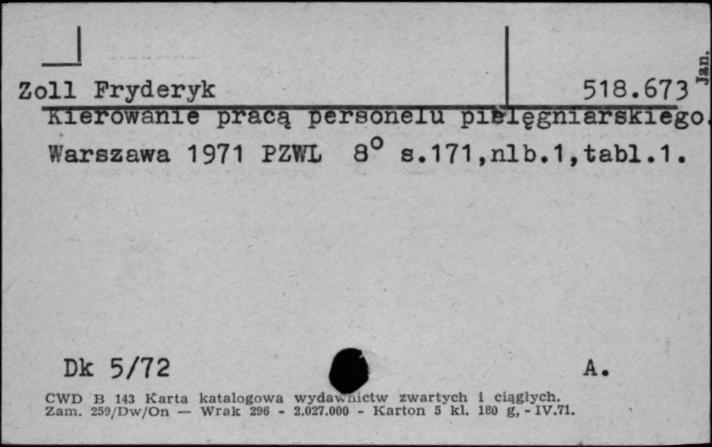 Zoll Fryderyk 518.673 Jan.
Kierowanie pracą personelu pielęgniarskiego.
Warszawa 1971 PZWL 8° s.171,nlb.1,tabl.1.
Dk 5/72 A.
CWD B 143 Karta katalogowa wydawnictw zwartych i ciągłych.
Zam. 259/Dw/On — Wrak 296 - 2.027.000 - Karton 5 kl. 180 g, - IV.71.